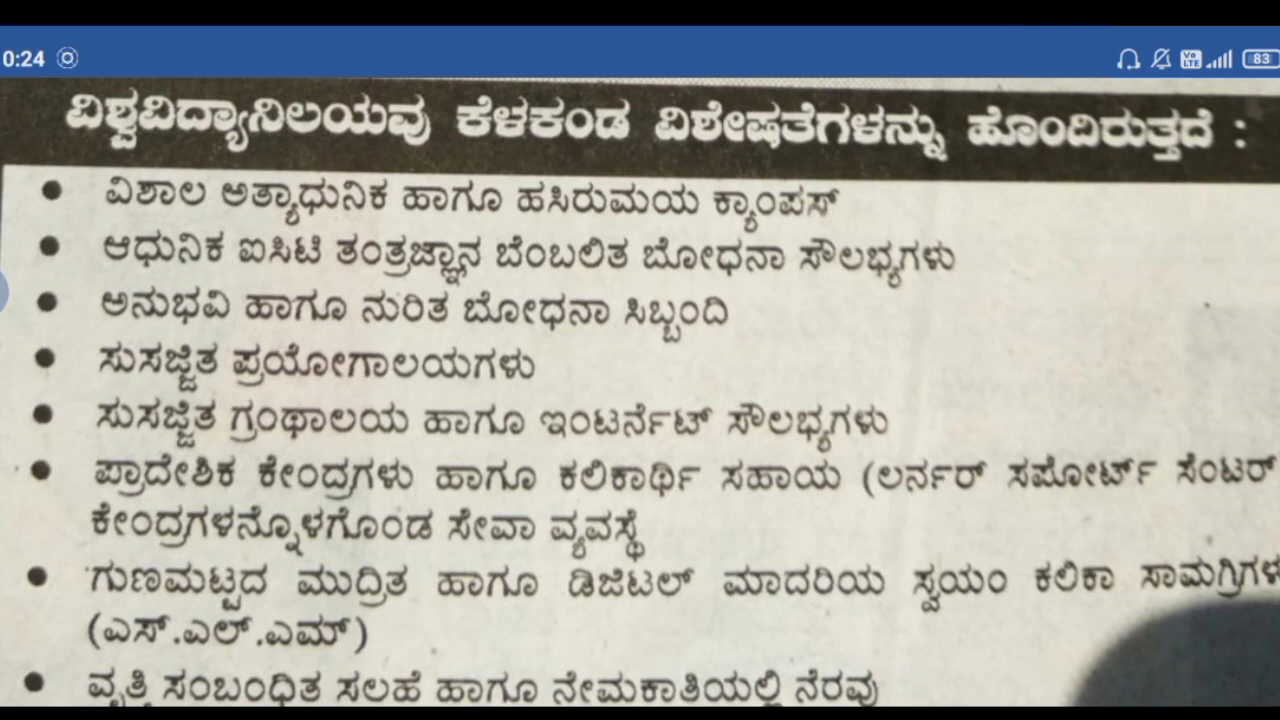 0:24
83
ವಿಶ್ವವಿದ್ಯಾನಿಲಯವು ಕೆಳಕಂಡ ವಿಶೇಷತೆಗಳನ್ನು ಹೊಂದಿರುತ್ತದೆ :
• ವಿಶಾಲ ಅತ್ಯಾಧುನಿಕ ಹಾಗೂ ಹಸಿರುಮಯ ಕ್ಯಾಂಪಸ್
• ಆಧುನಿಕ ಐಸಿಟಿ ತಂತ್ರಜ್ಞಾನ ಬೆಂಬಲಿತ ಬೋಧನಾ ಸೌಲಭ್ಯಗಳು
• ಅನುಭವಿ ಹಾಗೂ ನುರಿತ ಬೋಧನಾ ಸಿಬ್ಬಂದಿ
• ಸುಸಜ್ಜಿತ ಪ್ರಯೋಗಾಲಯಗಳು
• ಸುಸಜ್ಜಿತ ಗ್ರಂಥಾಲಯ ಹಾಗೂ ಇಂಟರ್ನೆಟ್ ಸೌಲಭ್ಯಗಳು
• ಪ್ರಾದೇಶಿಕ ಕೇಂದ್ರಗಳು ಹಾಗೂ ಕಲಿಕಾರ್ಥಿ ಸಹಾಯ (ಲರ್ನರ್ ಸಪೋರ್ಟ್ ಸೆಂಟರ್
ಕೇಂದ್ರಗಳನ್ನೊಳಗೊಂಡ ಸೇವಾ ವ್ಯವಸ್ಥೆ
• ಗುಣಮಟ್ಟದ ಮುದ್ರಿತ ಹಾಗೂ ಡಿಜಿಟಲ್ ಮಾದರಿಯ ಸ್ವಯಂ ಕಲಿಕಾ ಸಾಮಗ್ರಿಗಳ
(ಎಸ್.ಎಲ್.ಎಮ್)
• ವೃತ್ತಿ ಸಂಬಂಧಿತ ಸಲಹೆ ಹಾಗೂ ನೇಮಕಾತಿಯಲ್ಲಿ ನೆರವು